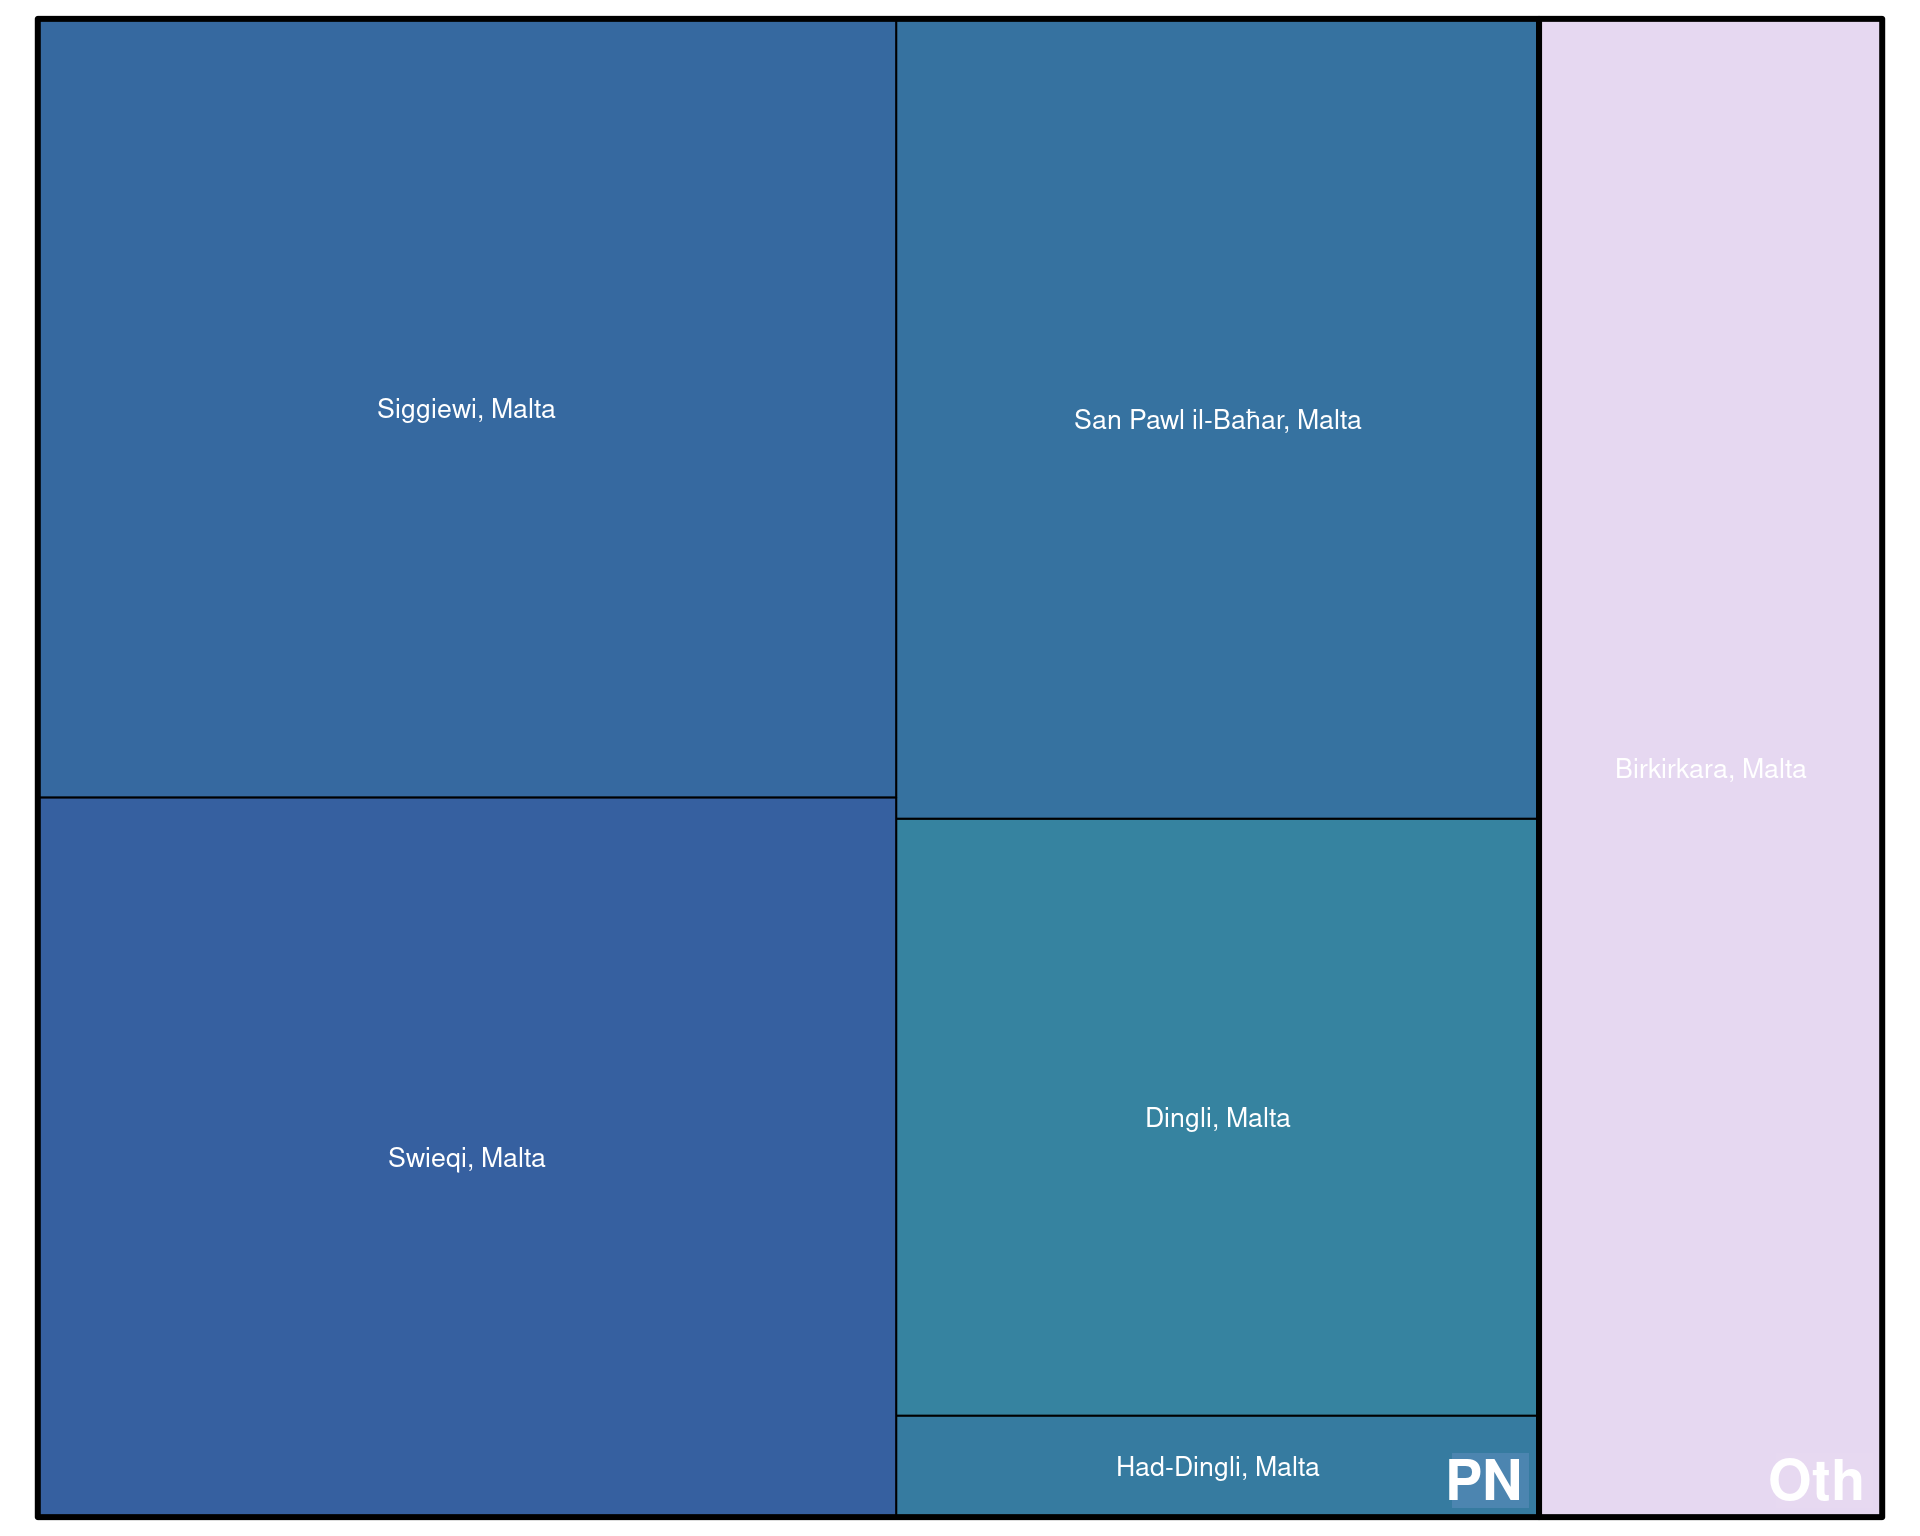 Siggiewi, Malta
San Pawl il-Baħar, Malta
Birkirkara, Malta
Dingli, Malta
Swieqi, Malta
Had-Dingli, Malta
PN
Oth